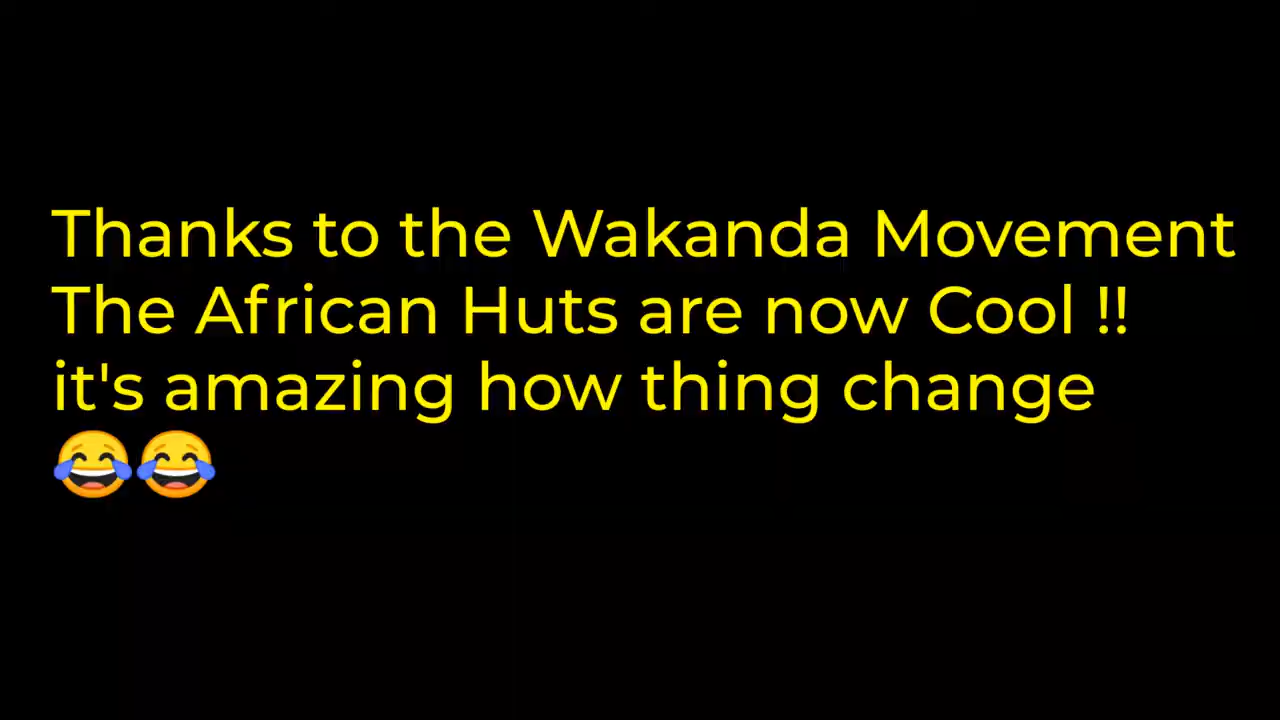 Thanks to the Wakanda Movement
The African Huts are now Cool !!
it's amazing how thing change
😂😂